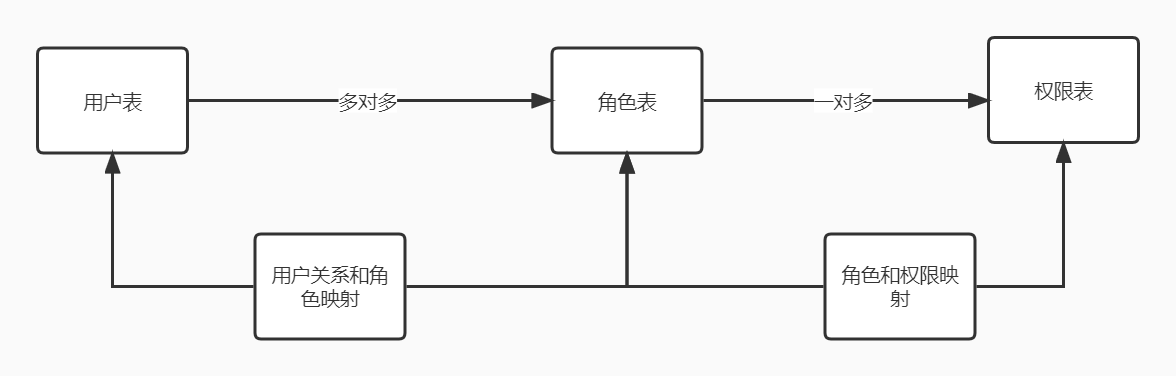 用户表
多对多
角色表
一对多
权限表
用户关系和角
色映射
角色和权限映
射